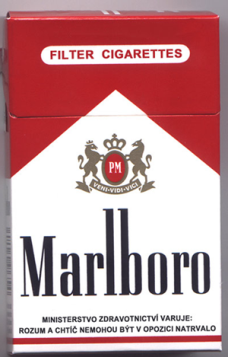 FILTER CIGARETTES
PM
VENI·VIDI·VICI
Marlboro
MINISTERSTVO ZDRAVOTNICTVÍ VARUJE:
ROZUM A CHTÍČ NEMOHOU BÝT V OPOZICI NATRVALO